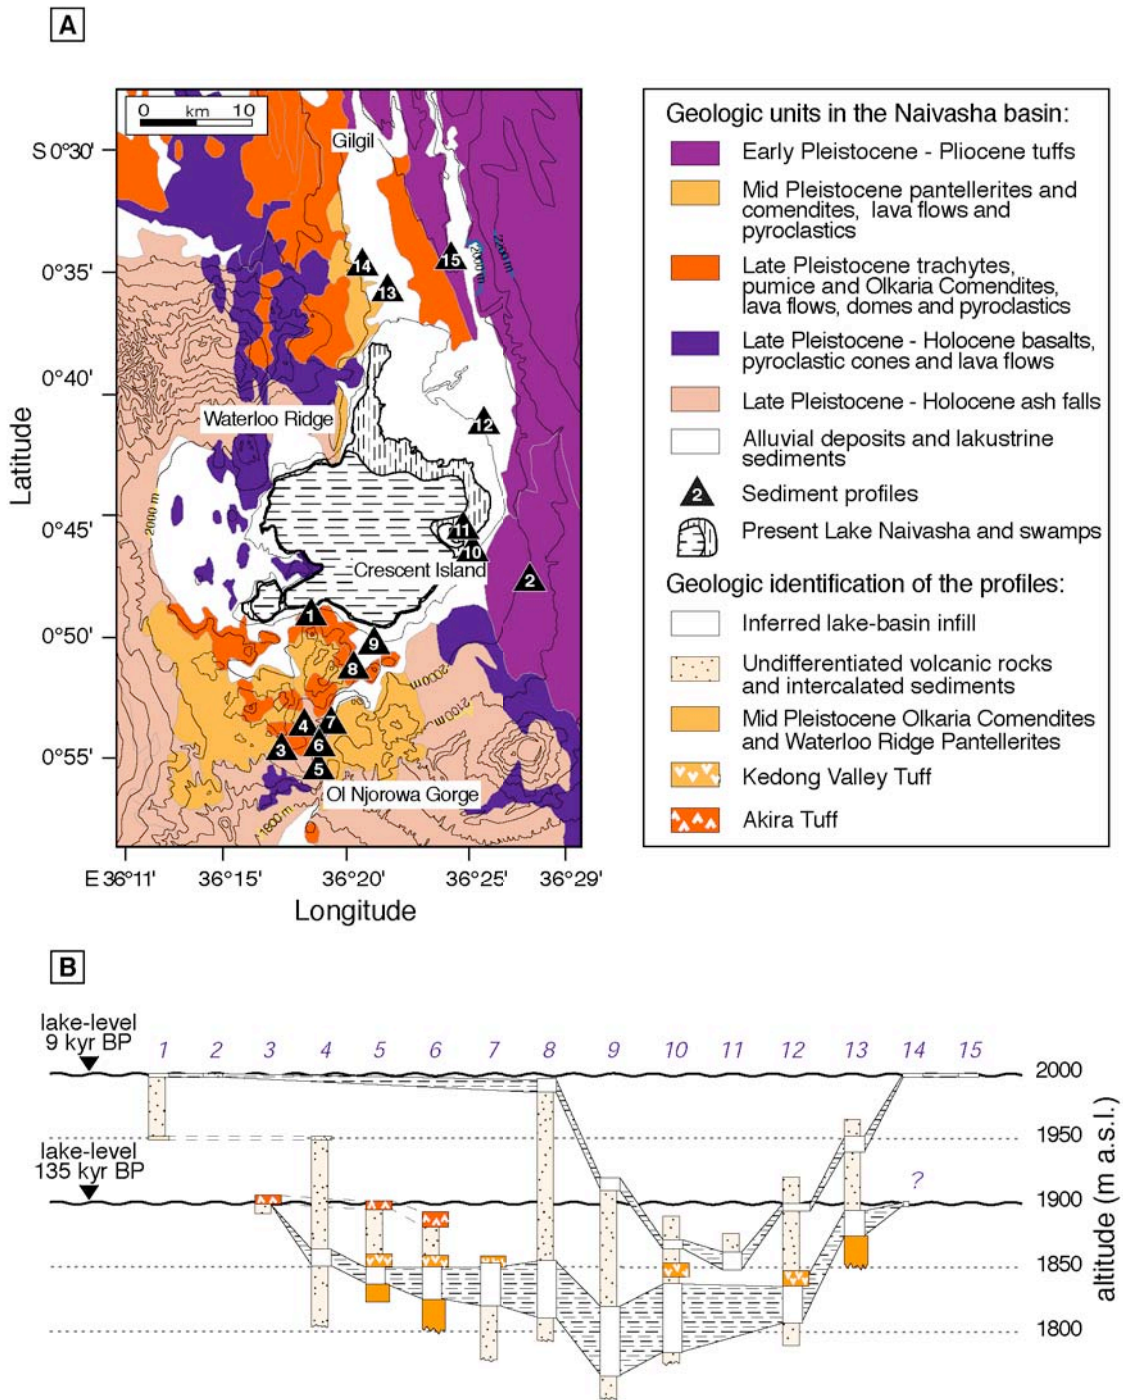 A
0 km 10
Gilgil
S 0°30'
0°35'
0°40'
0°45'
0°50'
0°55'
Latitude
14
13
15
2000 m
2200 m
12
Waterloo Ridge
2000 m
11
10
Crescent Island
2
1
9
8
2000 m
2100 m
4
7
3
6
5
Ol Njorowa Gorge
1800 m
E 36°11' 36°15' 36°20' 36°25' 36°29'
Longitude
Geologic units in the Naivasha basin:
Early Pleistocene - Pliocene tuffs
Mid Pleistocene pantellerites and
comendites, lava flows and
pyroclastics
Late Pleistocene trachytes,
pumice and Olkaria Comendites,
lava flows, domes and pyroclastics
Late Pleistocene - Holocene basalts,
pyroclastic cones and lava flows
Late Pleistocene - Holocene ash falls
Alluvial deposits and lakustrine
sediments
2 Sediment profiles
Present Lake Naivasha and swamps
Geologic identification of the profiles:
Inferred lake-basin infill
Undifferentiated volcanic rocks
and intercalated sediments
Mid Pleistocene Olkaria Comendites
and Waterloo Ridge Pantellerites
Kedong Valley Tuff
Akira Tuff
B
lake-level
9 kyr BP
1 2 3 4 5 6 7 8 9 10 11 12 13 14 15
2000
1950
lake-level
135 kyr BP
?
1900
1850
1800
altitude (m a.s.l.)